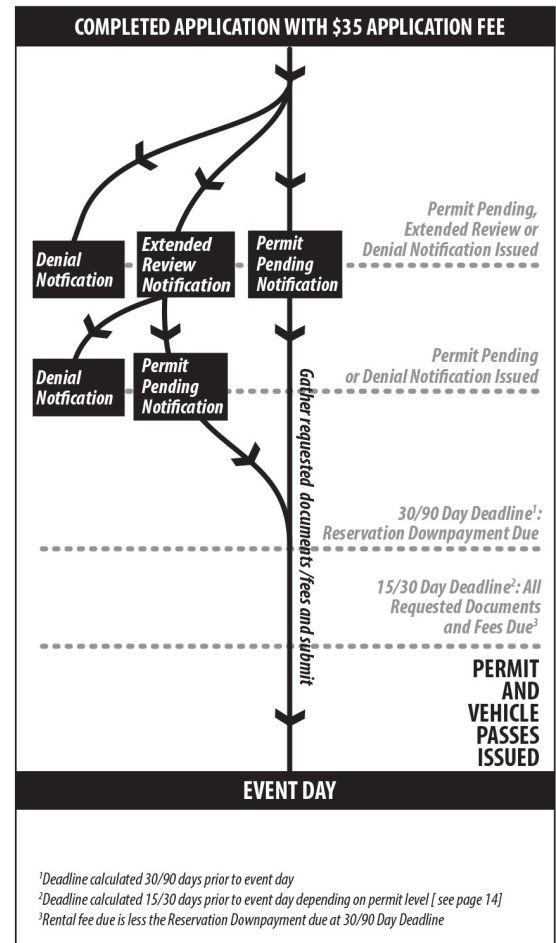 COMPLETED APPLICATION WITH $35 APPLICATION FEE
Permit Pending,
Extended Review or
Denial Notification Issued
Denial
Notfication
Extended
Review
Notification
Permit
Pending
Notification
Permit Pending
or Denial Notification Issued
Denial
Notfication
Permit
Pending
Notification
Gather requested documents /fees and submit
30/90 Day Deadline¹:
Reservation Downpayment Due
15/30 Day Deadline²: All
Requested Documents
and Fees Due³
PERMIT
AND
VEHICLE
PASSES
ISSUED
EVENT DAY
¹Deadline calculated 30/90 days prior to event day
²Deadline calculated 15/30 days prior to event day depending on permit level [ see page 14]
³Rental fee due is less the Reservation Downpayment due at 30/90 Day Deadline